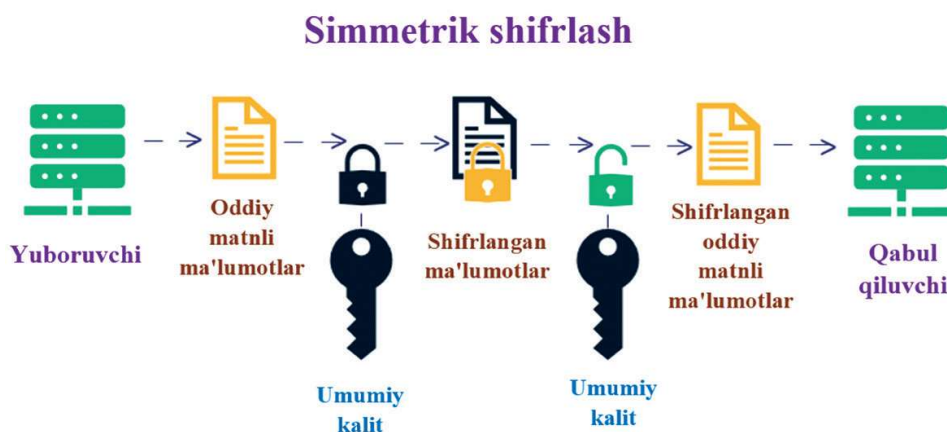 Simmetrik shifrlash
Yuboruvchi
Oddiy
matnli
ma'lumotlar
Umumiy
kalit
Shifrlangan
ma'lumotlar
Umumiy
kalit
Shifrlangan
oddiy
matnli
ma'lumotlar
Qabul
qiluvchi